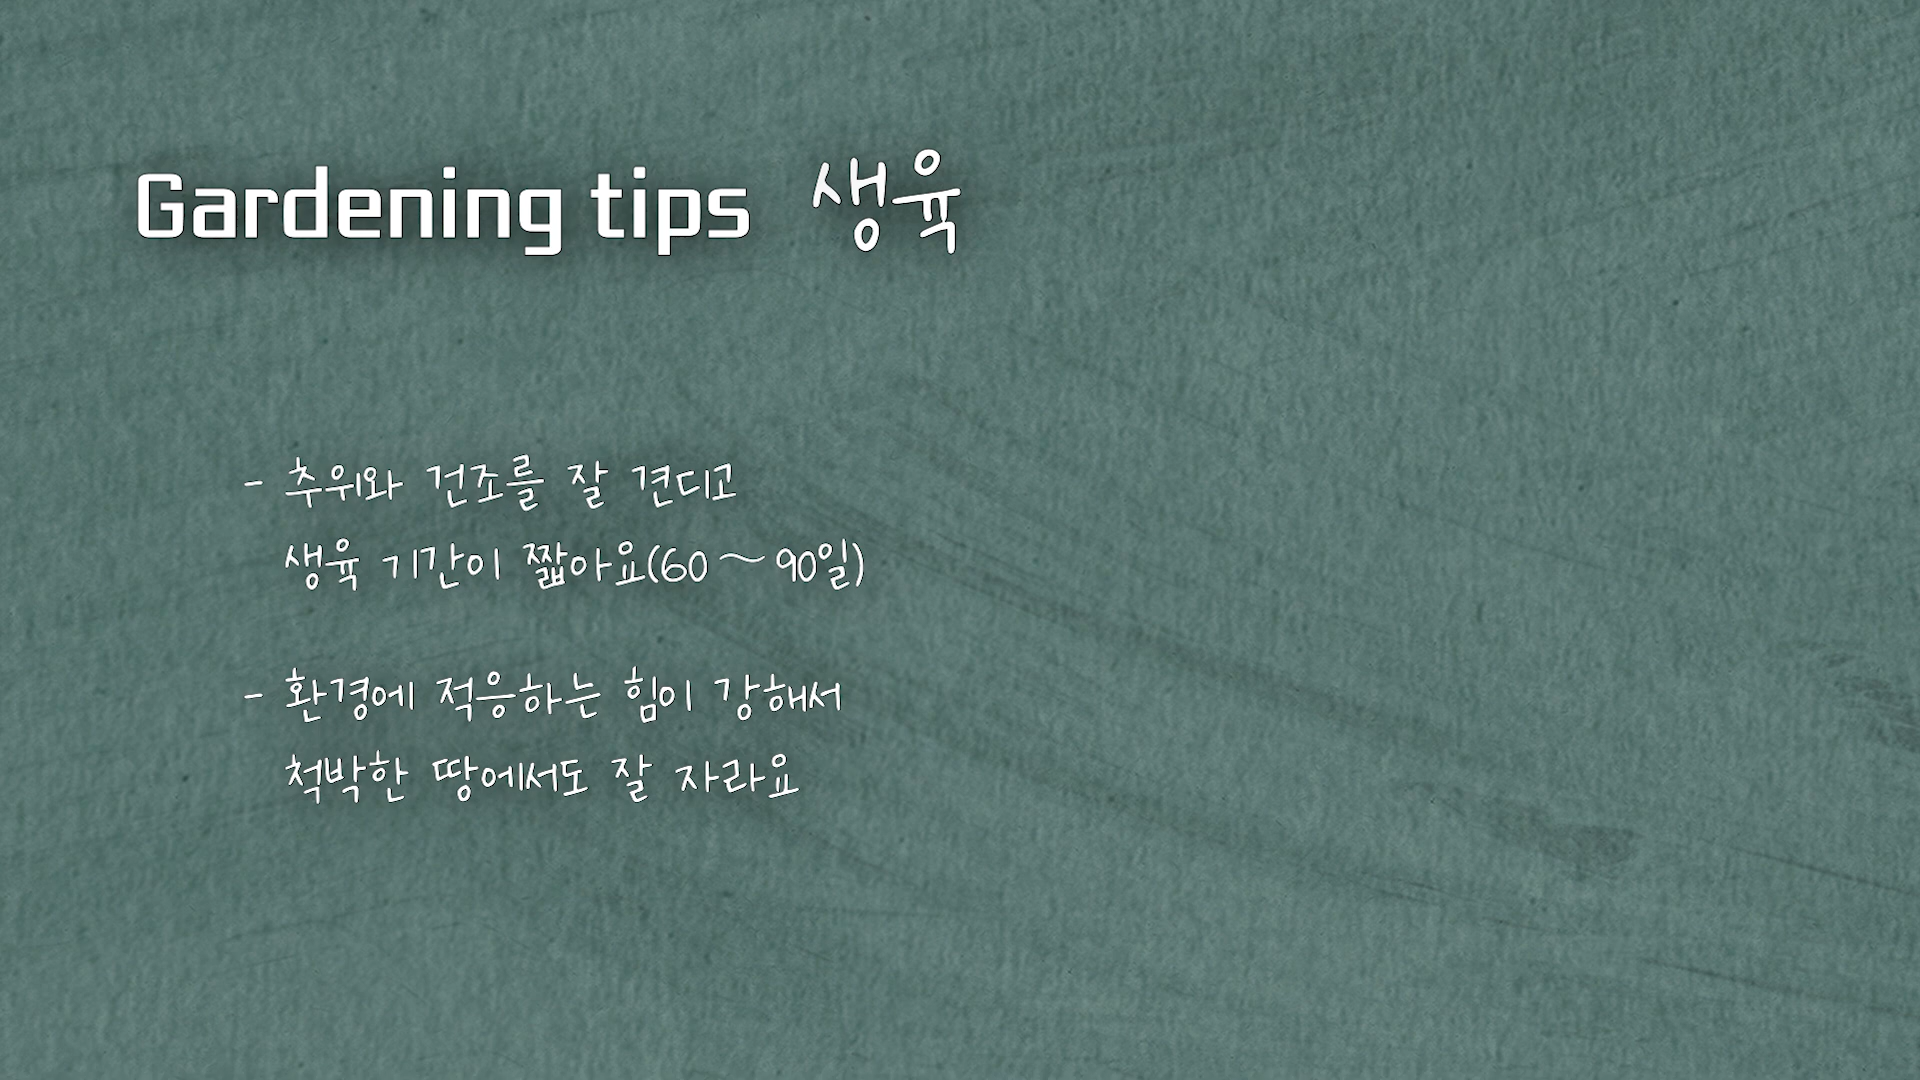 Gardening tips 생육
- 추위와 건조를 잘 견디고
생육 기간이 짧아요(60～90일)
- 환경에 적응하는 힘이 강해서
척박한 땅에서도 잘 자라요